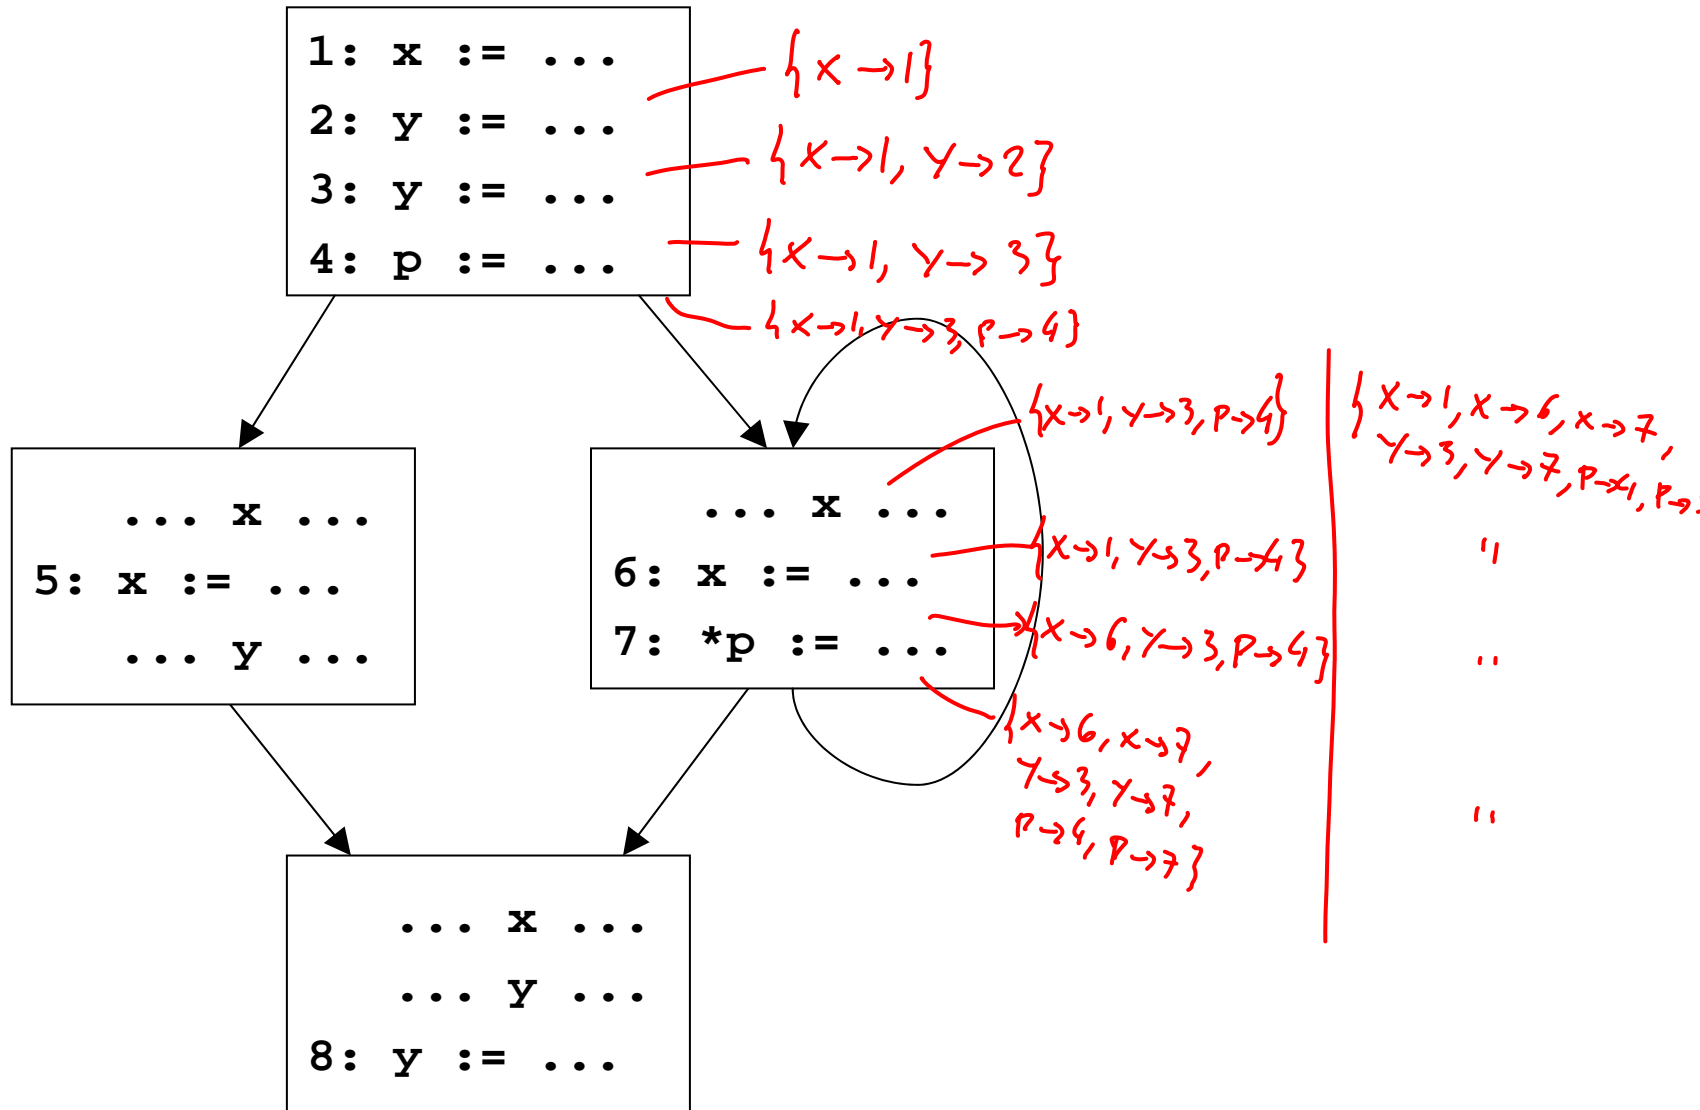 1: x := ...
{x→1}
2: y := ...
{x→1, y→2}
3: y := ...
{x→1, y→3}
4: p := ...
{x→1, y→3, p→4}
{x→1, y→3, p→4}
{x→1, x→6, x→7,
y→3, y→7, p→4, p→
... x ...
5: x := ...
... y ...
... x ...
{x→1, y→3, p→4}
"
6: x := ...
{x→6, y→3, p→4}
"
7: *p := ...
{x→6, x→7,
y→3, y→7,
p→4, p→7}
"
... x ...
... y ...
8: y := ...